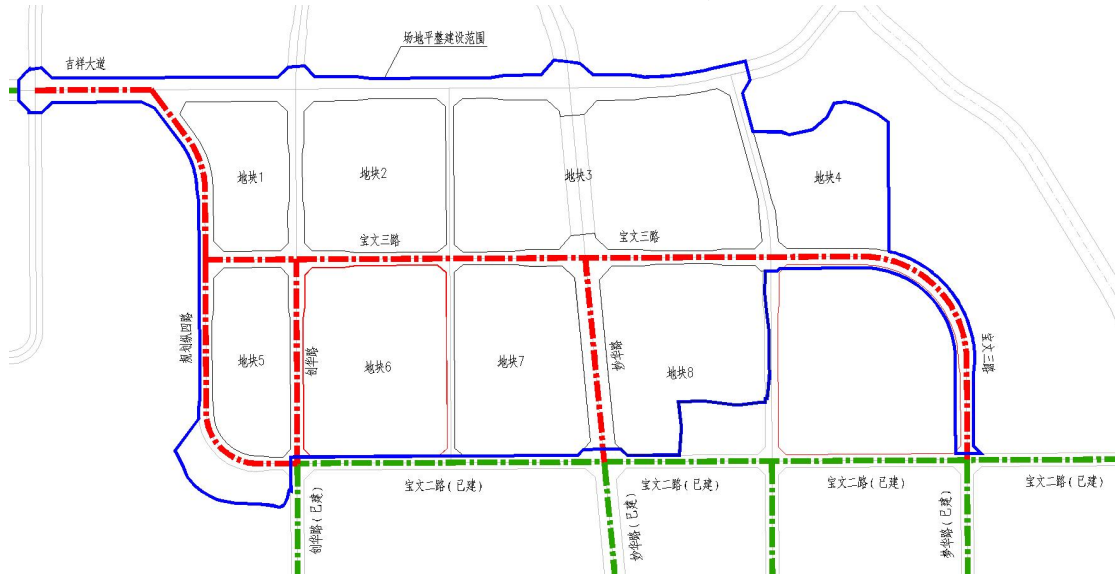 场地平整建设范围
吉祥大道
地块1
地块2
地块3
地块4
宝文三路
宝文三路
规划纵四路
地块5
创华路
地块6
地块7
妙华路
地块8
宝文三路
宝文二路(已建)
宝文二路(已建)
宝文二路(已建)
宝文二路(已建)
创华路(已建)
妙华路(已建)
梦华路(已建)